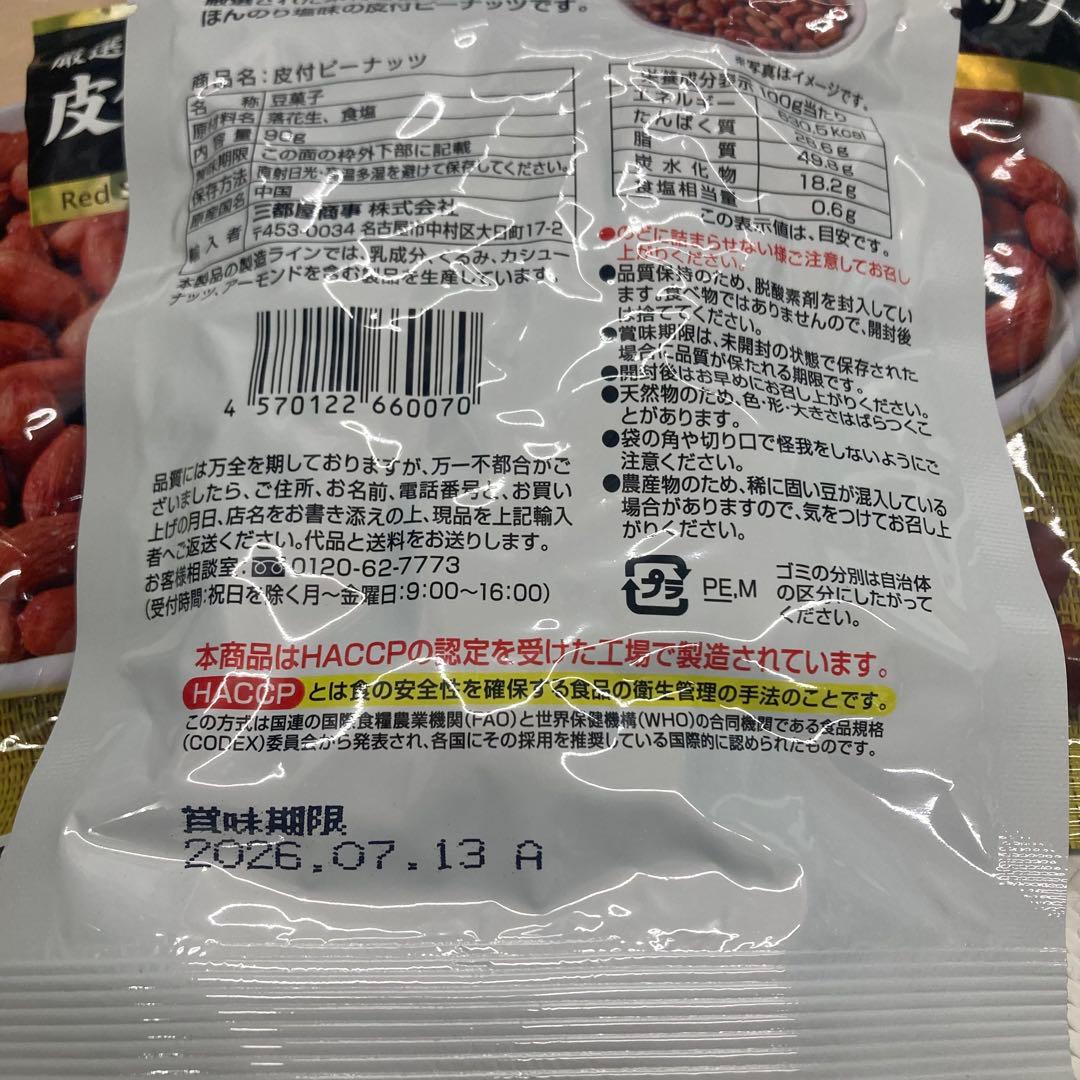 ほんのり塩味の皮付ピーナッツです。
厳選
皮
Red
商品名：皮付ピーナッツ
名　　称　豆菓子
原材料名　落花生、食塩
内 容 量　90g
賞味期限　この面の枠外下部に記載
保存方法　直射日光・高温多湿を避けて保存してください。
原産国名　中国
輸 入 者　三都屋商事 株式会社
〒453-0034 名古屋市中村区大日町17-2
本製品の製造ラインでは、乳成分、くるみ、カシュー
ナッツ、アーモンドを含む製品を生産しています。
4 570122 660070
品質には万全を期しておりますが、万一不都合がご
ざいましたら、ご住所、お名前、電話番号と、お買い
上げの月日、店名をお書き添えの上、現品を上記輸入
者へご返送ください。代品と送料をお送りします。
お客様相談室：0120-62-7773
（受付時間：祝日を除く月～金曜日：9:00～16:00）
※写真はイメージです。
栄養成分表示 100g当たり
エネルギー　630.5kcal
たんぱく質　26.6g
脂　　質　49.8g
炭 水 化 物　18.2g
食塩相当量　0.6g
この表示値は、目安です。
●のどに詰まらせない様ご注意してお召し
上がりください。
●品質保持のため、脱酸素剤を封入してい
ます。食べ物ではありませんので、開封後
は捨ててください。
●賞味期限は、未開封の状態で保存された
場合に品質が保たれる期限です。
●開封後はお早めにお召し上がりください。
●天然物のため、色・形・大きさはばらつくこ
とがあります。
●袋の角や切り口で怪我をしないようにご
注意ください。
●農産物のため、稀に固い豆が混入している
場合がありますので、気をつけてお召し上
がりください。
プラ
PE,M
ゴミの分別は自治体
の区分にしたがって
ください。
本商品はHACCPの認定を受けた工場で製造されています。
HACCP とは食の安全性を確保する食品の衛生管理の手法のことです。
この方式は国連の国際食糧農業機関（FAO）と世界保健機構（WHO）の合同機関である食品規格
（CODEX）委員会から発表され、各国にその採用を推奨している国際的に認められたものです。
賞味期限
2026.07.13 A